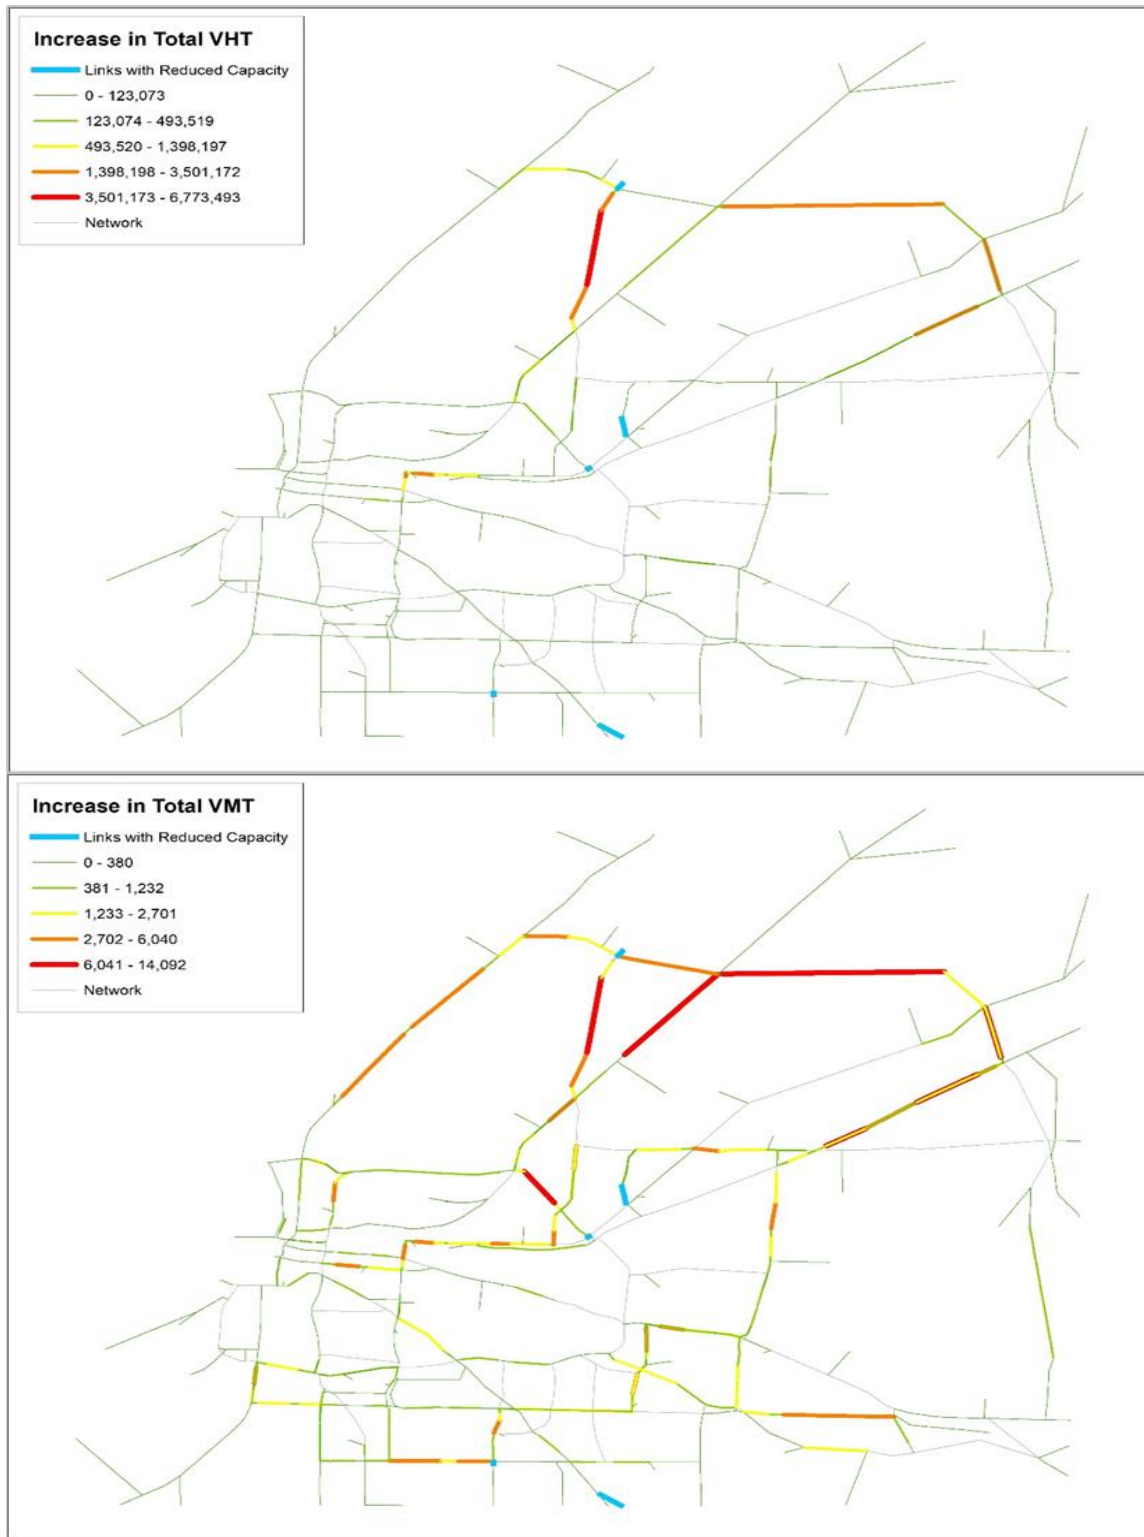 Increase in Total VHT
Links with Reduced Capacity
0 - 123,073
123,074 - 493,519
493,520 - 1,398,197
1,398,198 - 3,501,172
3,501,173 - 6,773,493
Network
Increase in Total VMT
Links with Reduced Capacity
0 - 380
381 - 1,232
1,233 - 2,701
2,702 - 6,040
6,041 - 14,092
Network